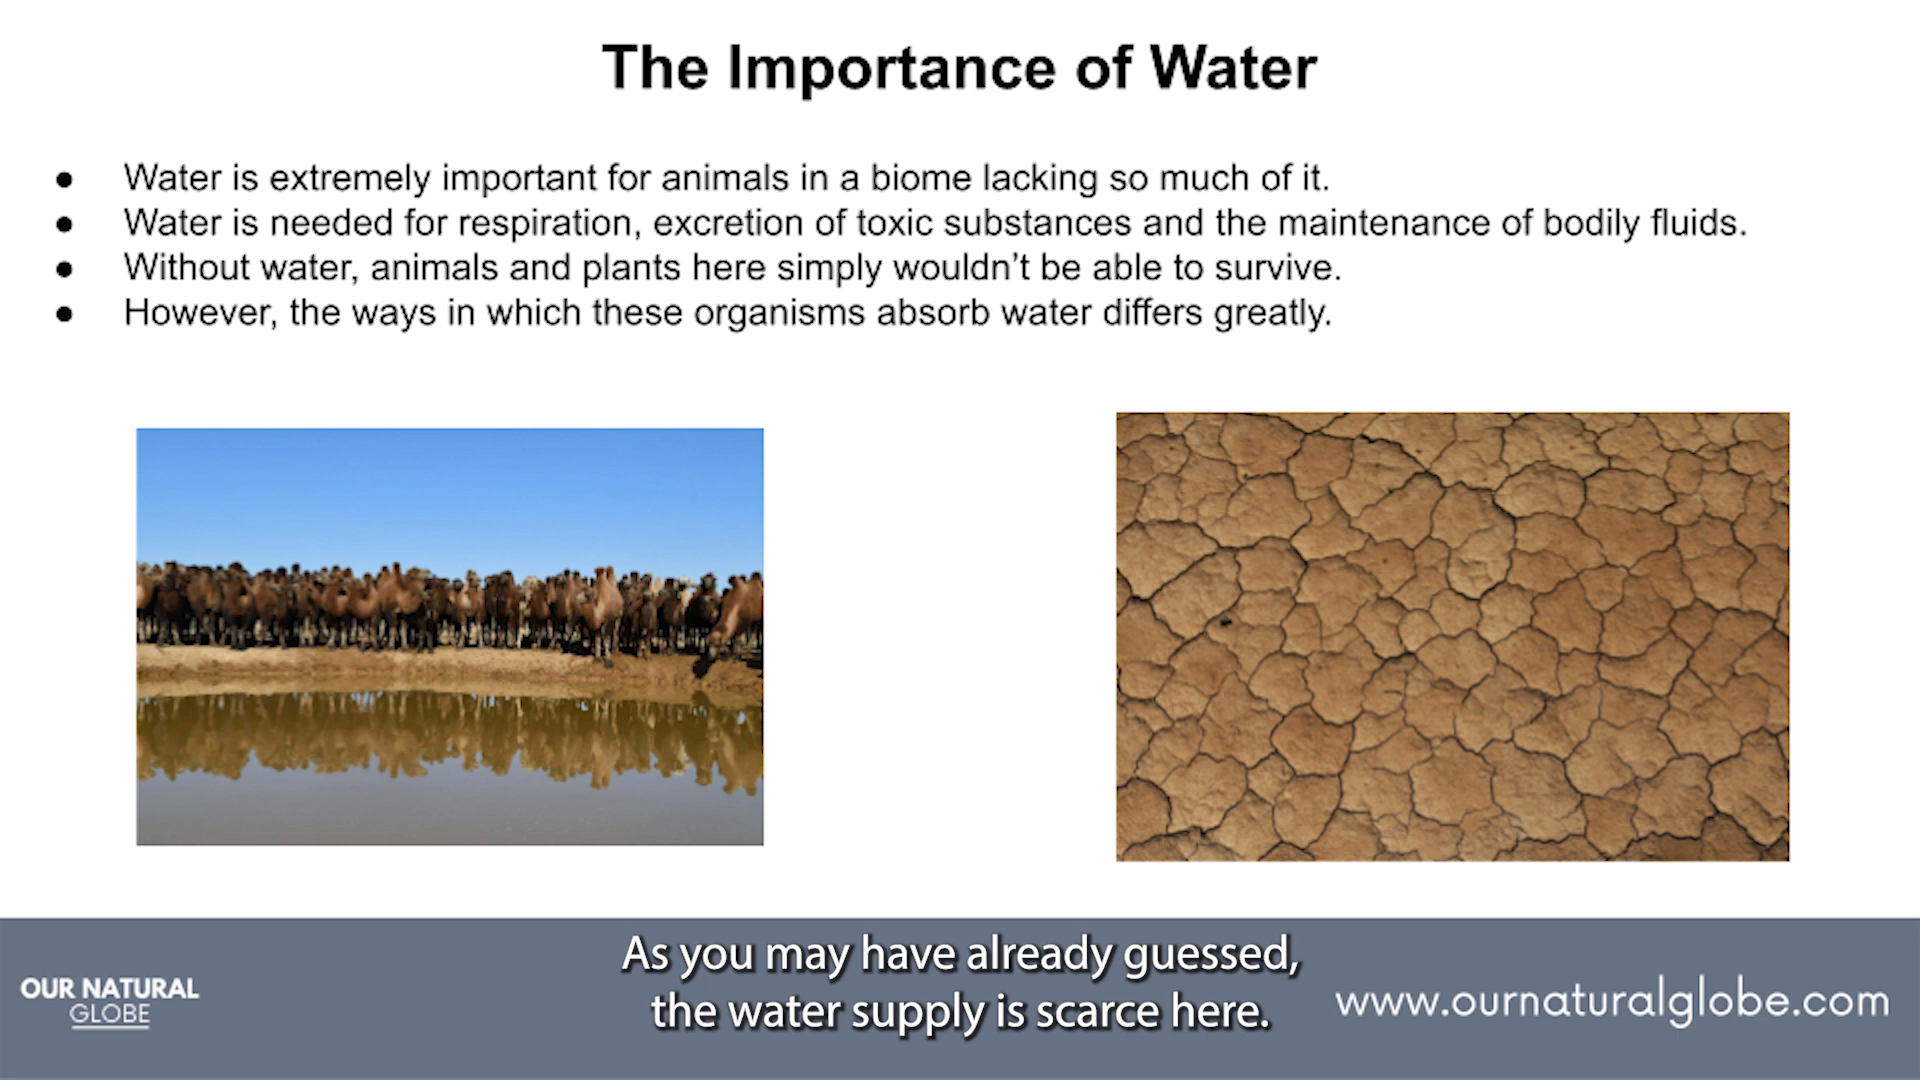 The Importance of Water
● Water is extremely important for animals in a biome lacking so much of it.
● Water is needed for respiration, excretion of toxic substances and the maintenance of bodily fluids.
● Without water, animals and plants here simply wouldn’t be able to survive.
● However, the ways in which these organisms absorb water differs greatly.
As you may have already guessed,
the water supply is scarce here.
OUR NATURAL
GLOBE
www.ournaturalglobe.com